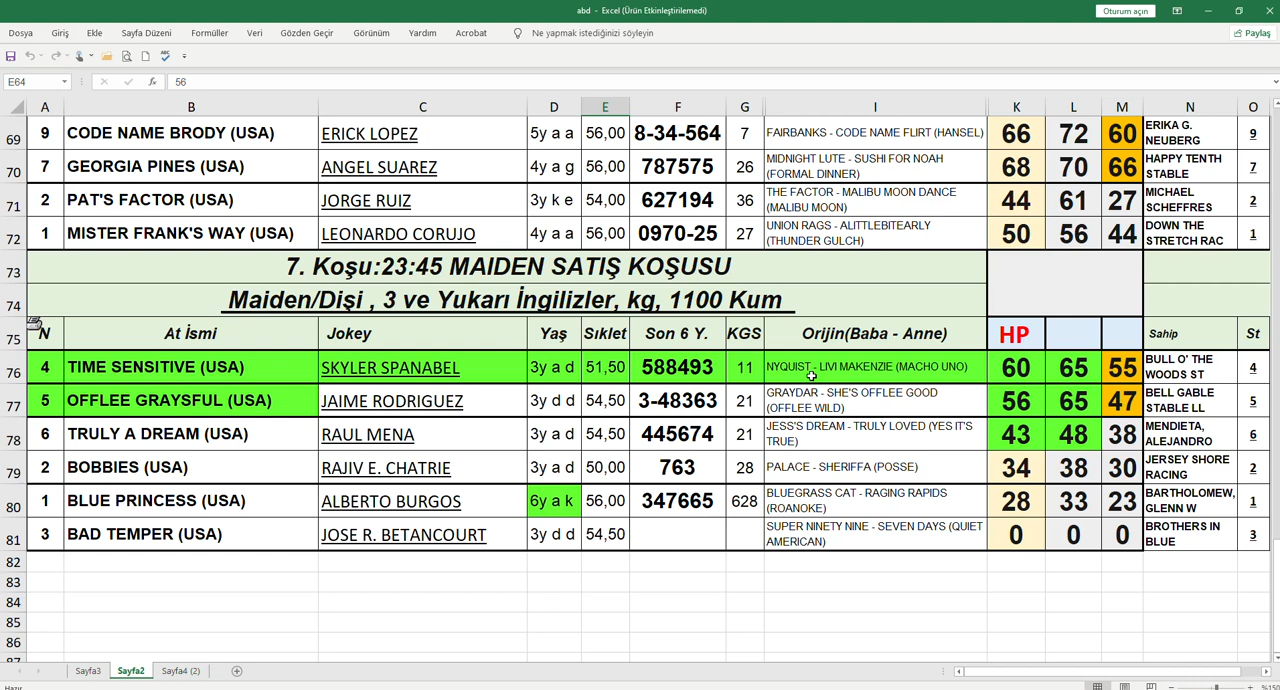 abd - Excel (Ürün Etkinleştirilemedi)
Oturum açın
Dosya Giriş Ekle Sayfa Düzeni Formüller Veri Gözden Geçir Görünüm Yardım Acrobat Ne yapmak istediğinizi söyleyin Paylaş
E64 fx 56
A B C D E F G I K L M N O
69 9 CODE NAME BRODY (USA) ERICK LOPEZ 5y a a 56,00 8-34-564 7 FAIRBANKS - CODE NAME FLIRT (HANSEL) 66 72 60 ERIKA G. NEUBERG 9
70 7 GEORGIA PINES (USA) ANGEL SUAREZ 4y a g 56,00 787575 26 MIDNIGHT LUTE - SUSHI FOR NOAH (FORMAL DINNER) 68 70 66 HAPPY TENTH STABLE 7
71 2 PAT'S FACTOR (USA) JORGE RUIZ 3y k e 54,00 627194 36 THE FACTOR - MALIBU MOON DANCE (MALIBU MOON) 44 61 27 MICHAEL SCHEFFRES 2
72 1 MISTER FRANK'S WAY (USA) LEONARDO CORUJO 4y a a 56,00 0970-25 27 UNION RAGS - ALITTLEBITEARLY (THUNDER GULCH) 50 56 44 DOWN THE STRETCH RAC 1
73 7. Koşu:23:45 MAIDEN SATIŞ KOŞUSU
74 Maiden/Dişi , 3 ve Yukarı İngilizler, kg, 1100 Kum
75 N At İsmi Jokey Yaş Sıklet Son 6 Y. KGS Orijin(Baba - Anne) HP Sahip St
76 4 TIME SENSITIVE (USA) SKYLER SPANABEL 3y a d 51,50 588493 11 NYQUIST - LIVI MAKENZIE (MACHO UNO) 60 65 55 BULL O' THE WOODS ST 4
77 5 OFFLEE GRAYSFUL (USA) JAIME RODRIGUEZ 3y d d 54,50 3-48363 21 GRAYDAR - SHE'S OFFLEE GOOD (OFFLEE WILD) 56 65 47 BELL GABLE STABLE LL 5
78 6 TRULY A DREAM (USA) RAUL MENA 3y a d 54,50 445674 21 JESS'S DREAM - TRULY LOVED (YES IT'S TRUE) 43 48 38 MENDIETA, ALEJANDRO 6
79 2 BOBBIES (USA) RAJIV E. CHATRIE 3y a d 50,00 763 28 PALACE - SHERIFFA (POSSE) 34 38 30 JERSEY SHORE RACING 2
80 1 BLUE PRINCESS (USA) ALBERTO BURGOS 6y a k 56,00 347665 628 BLUEGRASS CAT - RAGING RAPIDS (ROANOKE) 28 33 23 BARTHOLOMEW, GLENN W 1
81 3 BAD TEMPER (USA) JOSE R. BETANCOURT 3y d d 54,50 SUPER NINETY NINE - SEVEN DAYS (QUIET AMERICAN) 0 0 0 BROTHERS IN BLUE 3
82
83
84
85
86
87
Sayfa3 Sayfa2 Sayfa4 (2)
Hazır %150